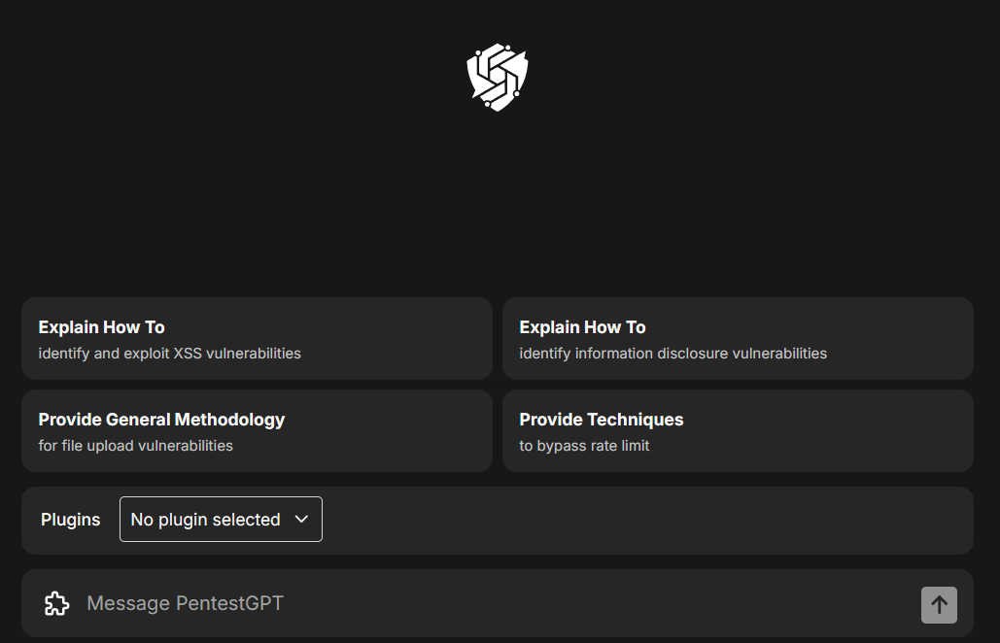 Explain How To
identify and exploit XSS vulnerabilities
Explain How To
identify information disclosure vulnerabilities
Provide General Methodology
for file upload vulnerabilities
Provide Techniques
to bypass rate limit
Plugins
No plugin selected
Message PentestGPT